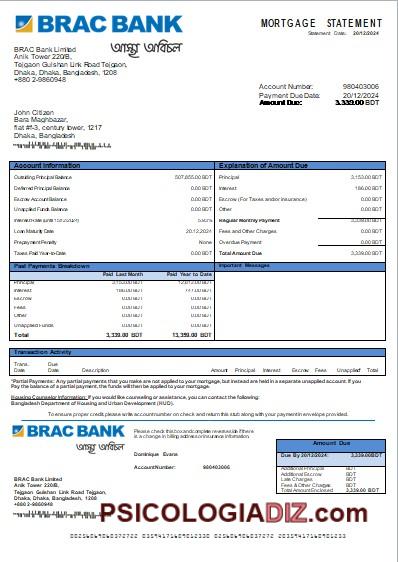 BRAC BANK
আস্থা অবিচল
MORTGAGE STATEMENT
Statement Date: 20/12/2024
BRAC Bank Limited
Anik Tower 220/B,
Tejgaon Gulshan Link Road Tejgaon,
Dhaka, Dhaka, Bangladesh, 1208
+880 2-9860948
Account Number: 980403006
Payment Due Date: 20/12/2024
Amount Due: 3,339.00 BDT
John Citizen
Bara Maghbazar,
flat #f-3, century tower, 1217
Dhaka, Bangladesh
Account Information
Outstding Principal Balance 507,855.00 BDT
Deferred Principal Balance 0.00 BDT
Escrow Account Balance 0.00 BDT
Unapplied Funds Balance 0.00 BDT
Interest Rate
Loan Maturity Date 20.12.2024
Prepayment Penalty None
Taxes Paid Year-to-Date 0.00 BDT
Explanation of Amount Due
Principal 3,153.00 BDT
Interest 186.00 BDT
Escrow (For Taxes and/or Insurance) 0.00 BDT
Other 0.00 BDT
Regular Monthly Payment 3,339.00 BDT
Fees and Other Charges 0.00 BDT
Overdue Payment 0.00 BDT
Total Amount Due 3,339.00 BDT
Past Payments Breakdown
Paid Last Month Paid Year to Date
Principal 3,153.00 BDT 12,612.00 BDT
Interest 186.00 BDT
Escrow 0.00 BDT 0.00 BDT
Fees 0.00 BDT 0.00 BDT
Other 0.00 BDT 0.00 BDT
Unapplied Funds 0.00 BDT 0.00 BDT
Total 3,339.00 BDT 13,359.00 BDT
Important Messages
Transaction Activity
Trans. Date Due Date Description Amount Principal Interest Escrow Fees Unapplied Total
*Partial Payments: Any partial payments that you make are not applied to your mortgage, but instead are held in a separate unapplied account. If you
Pay the balance of a partial payment, the funds will then be applied to your mortgage.
Housing Counselor Information: If you would like counseling or assistance, you can contact the following:
Bangladesh Department of Housing and Urban Development (HUD).
To ensure proper credit, please write account number on check and return this stub along with your payment in envelope provided.
BRAC BANK
আস্থা অবিচল
Please check this box and complete reverse side if there
is a change in billing address or insurance information.
Dominique Evans
Account Number: 980403006
Amount Due
Due By 20/12/2024: 3,339.00BDT
Additional Principal BDT
Additional Escrow BDT
Late Charges BDT
Fees & Other Charges BDT
Total Amount Enclosed 3,339.00 BDT
BRAC Bank Limited
Anik Tower 220/B,
Tejgaon Gulshan Link Road Tejgaon,
Dhaka, Dhaka, Bangladesh, 1208
+880 2-9860948
PSICOLOGIADIZ.com